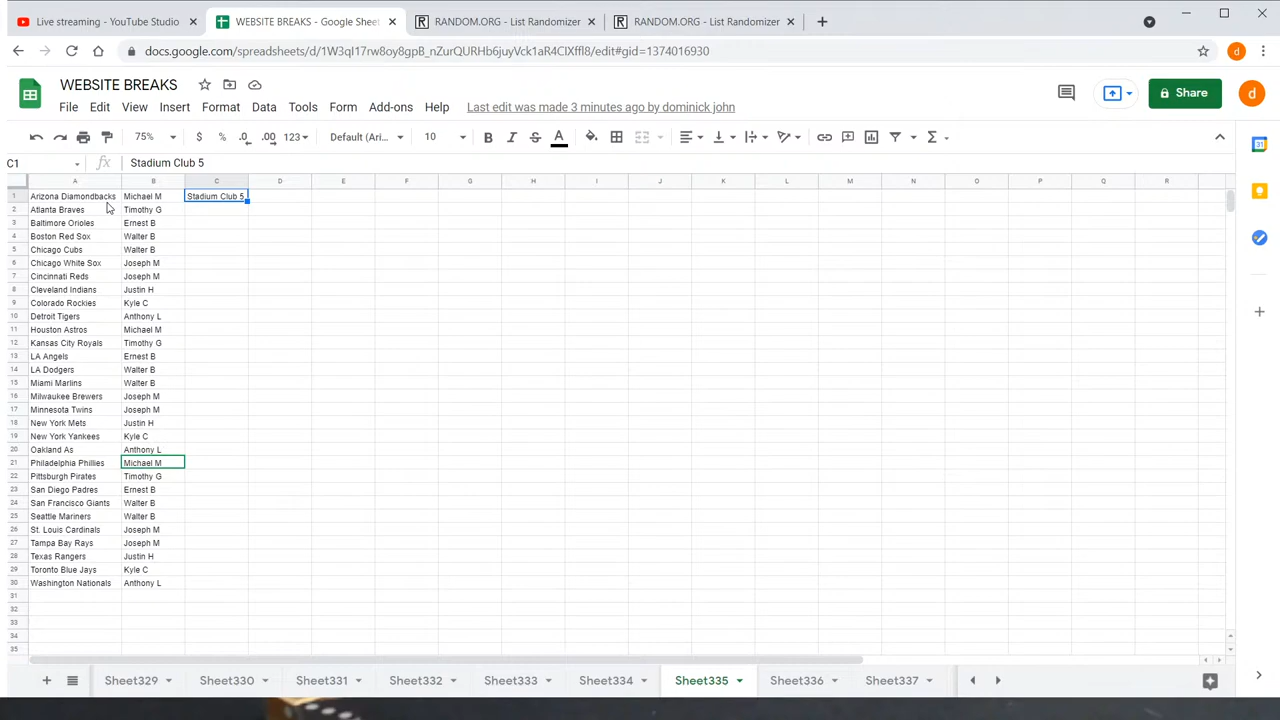 Live streaming - YouTube Studio
WEBSITE BREAKS - Google Sheet
RANDOM.ORG - List Randomizer
RANDOM.ORG - List Randomizer
docs.google.com/spreadsheets/d/1W3qI17rw8oy8gpB_nZurQURHb6juyVck1aR4ClXffl8/edit#gid=1374016930
d
WEBSITE BREAKS
File Edit View Insert Format Data Tools Form Add-ons Help Last edit was made 3 minutes ago by dominick john
Share
d
75% $ % .0 .00 123 Default (Ari... 10 B I S A
C1 fx Stadium Club 5
A B C D E F G H I J K L M N O P Q R
1 Arizona Diamondbacks Michael M Stadium Club 5
2 Atlanta Braves Timothy G
3 Baltimore Orioles Ernest B
4 Boston Red Sox Walter B
5 Chicago Cubs Walter B
6 Chicago White Sox Joseph M
7 Cincinnati Reds Joseph M
8 Cleveland Indians Justin H
9 Colorado Rockies Kyle C
10 Detroit Tigers Anthony L
11 Houston Astros Michael M
12 Kansas City Royals Timothy G
13 LA Angels Ernest B
14 LA Dodgers Walter B
15 Miami Marlins Walter B
16 Milwaukee Brewers Joseph M
17 Minnesota Twins Joseph M
18 New York Mets Justin H
19 New York Yankees Kyle C
20 Oakland As Anthony L
21 Philadelphia Phillies Michael M
22 Pittsburgh Pirates Timothy G
23 San Diego Padres Ernest B
24 San Francisco Giants Walter B
25 Seattle Mariners Walter B
26 St. Louis Cardinals Joseph M
27 Tampa Bay Rays Joseph M
28 Texas Rangers Justin H
29 Toronto Blue Jays Kyle C
30 Washington Nationals Anthony L
31
32
33
34
35
Sheet329 Sheet330 Sheet331 Sheet332 Sheet333 Sheet334 Sheet335 Sheet336 Sheet337